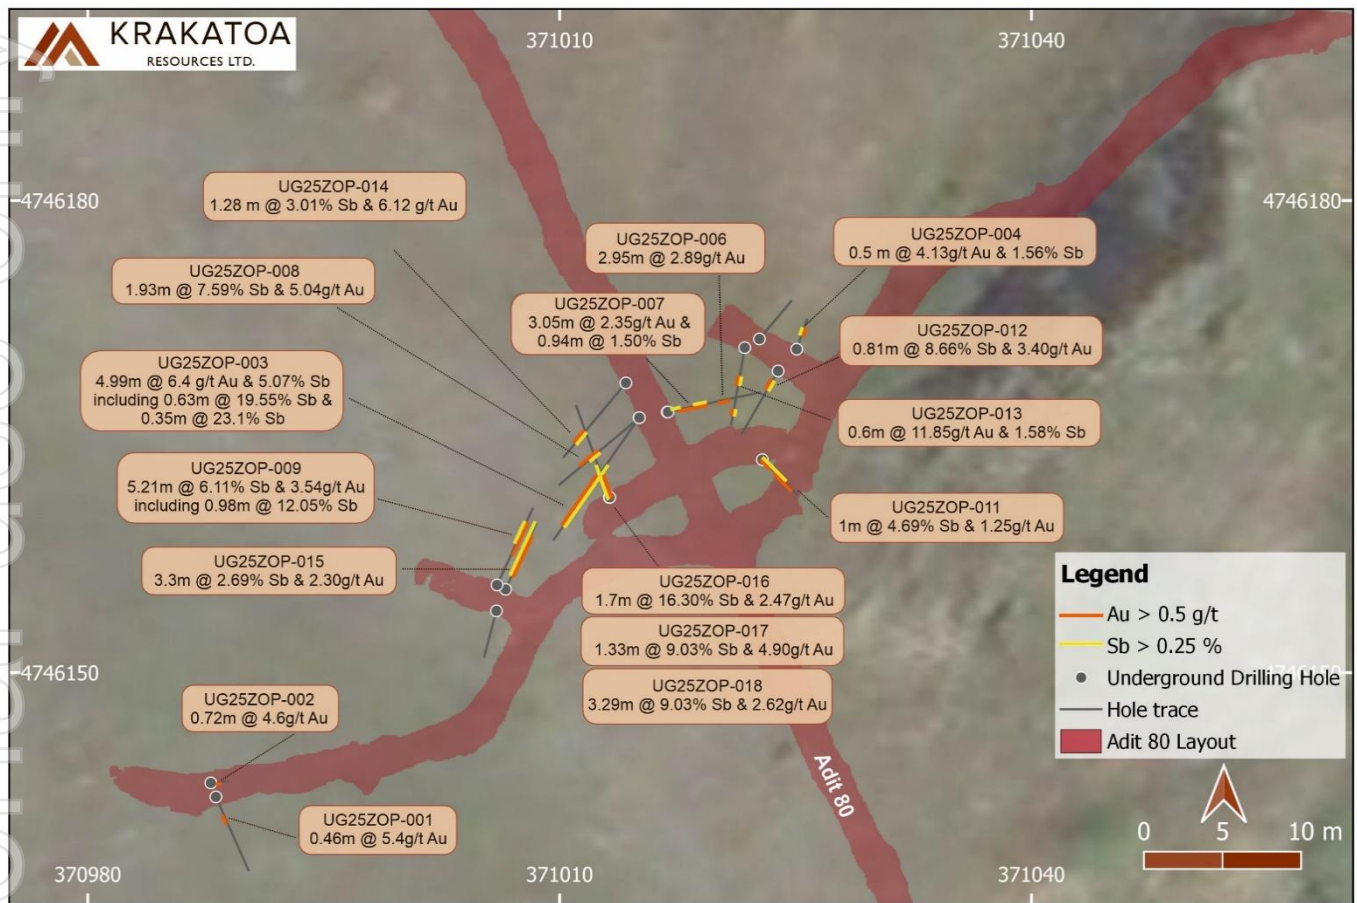 KRAKATOA
RESOURCES LTD.
371010
371040
4746180
4746180
UG25ZOP-014
1.28 m @ 3.01% Sb & 6.12 g/t Au
UG25ZOP-006
2.95m @ 2.89g/t Au
UG25ZOP-004
0.5 m @ 4.13g/t Au & 1.56% Sb
UG25ZOP-008
1.93m @ 7.59% Sb & 5.04g/t Au
UG25ZOP-007
3.05m @ 2.35g/t Au &
0.94m @ 1.50% Sb
UG25ZOP-012
0.81m @ 8.66% Sb & 3.40g/t Au
UG25ZOP-003
4.99m @ 6.4 g/t Au & 5.07% Sb
including 0.63m @ 19.55% Sb &
0.35m @ 23.1% Sb
UG25ZOP-013
0.6m @ 11.85g/t Au & 1.58% Sb
UG25ZOP-009
5.21m @ 6.11% Sb & 3.54g/t Au
including 0.98m @ 12.05% Sb
UG25ZOP-011
1m @ 4.69% Sb & 1.25g/t Au
UG25ZOP-015
3.3m @ 2.69% Sb & 2.30g/t Au
UG25ZOP-016
1.7m @ 16.30% Sb & 2.47g/t Au
UG25ZOP-017
1.33m @ 9.03% Sb & 4.90g/t Au
UG25ZOP-018
3.29m @ 9.03% Sb & 2.62g/t Au
Legend
Au > 0.5 g/t
Sb > 0.25 %
Underground Drilling Hole
Hole trace
Adit 80 Layout
4746150
4746150
UG25ZOP-002
0.72m @ 4.6g/t Au
UG25ZOP-001
0.46m @ 5.4g/t Au
Adit 80
0 5 10 m
370980
371010
371040